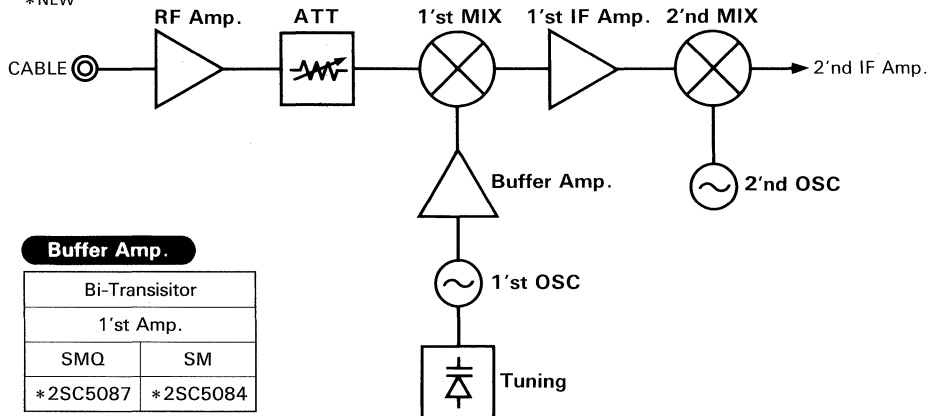 *NEW
RF Amp.
ATT
1'st MIX
1'st IF Amp.
2'nd MIX
CABLE
2'nd IF Amp.
Buffer Amp.
2'nd OSC
1'st OSC
Tuning
Buffer Amp.
Bi-Transisitor
1'st Amp.
SMQ
SM
*2SC5087
*2SC5084